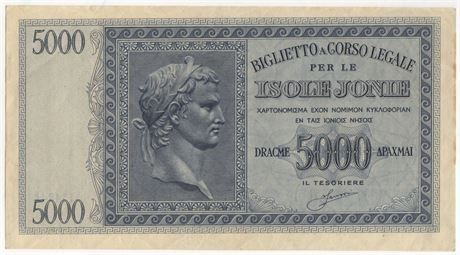 5000
BIGLIETTO A CORSO LEGALE
PER LE
ISOLE JONIE
ΧΑΡΤΟΝΟΜΙΣΜΑ ΕΧΟΝ ΝΟΜΙΜΟΝ ΚΥΚΛΟΦΟΡΙΑΝ
ΕΝ ΤΑΙΣ ΙΟΝΙΟΙΣ ΝΗΣΟΙΣ
DRACME 5000 ΔΡΑΧΜΑΙ
IL TESORIERE
5000